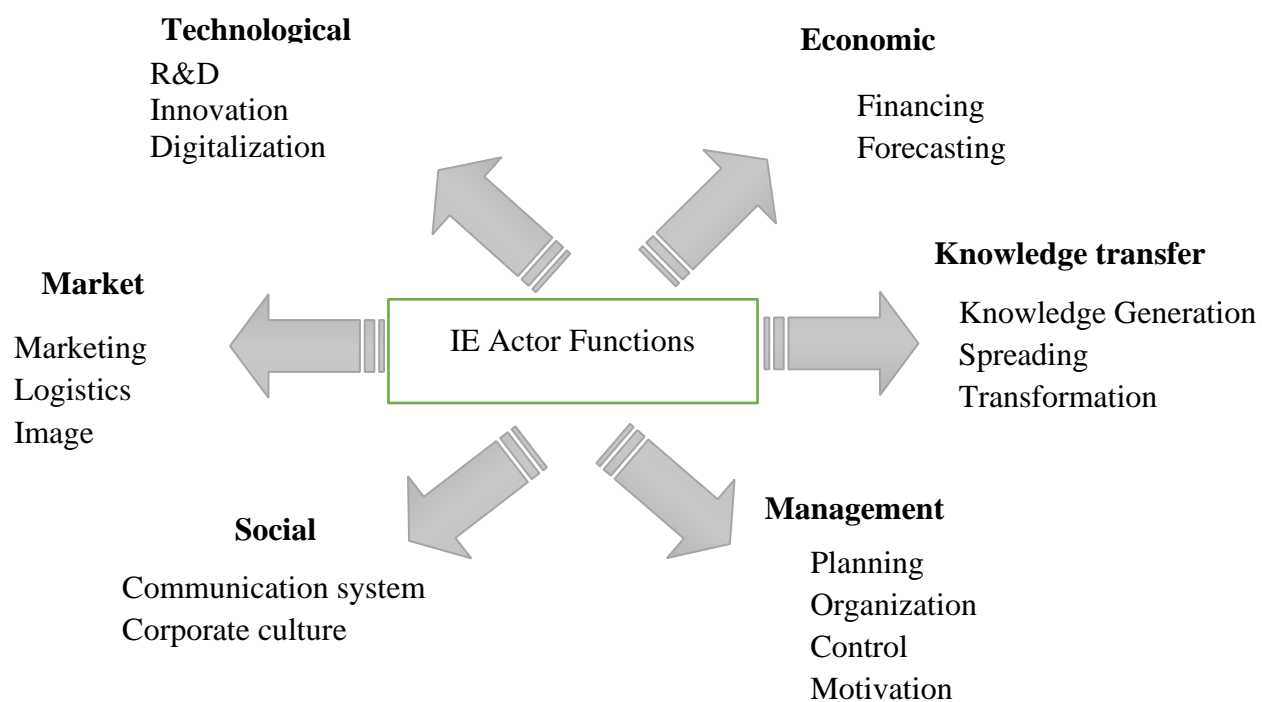 Technological
R&D
Innovation
Digitalization
Economic
Financing
Forecasting
Market
Marketing
Logistics
Image
IE Actor Functions
Knowledge transfer
Knowledge Generation
Spreading
Transformation
Social
Communication system
Corporate culture
Management
Planning
Organization
Control
Motivation